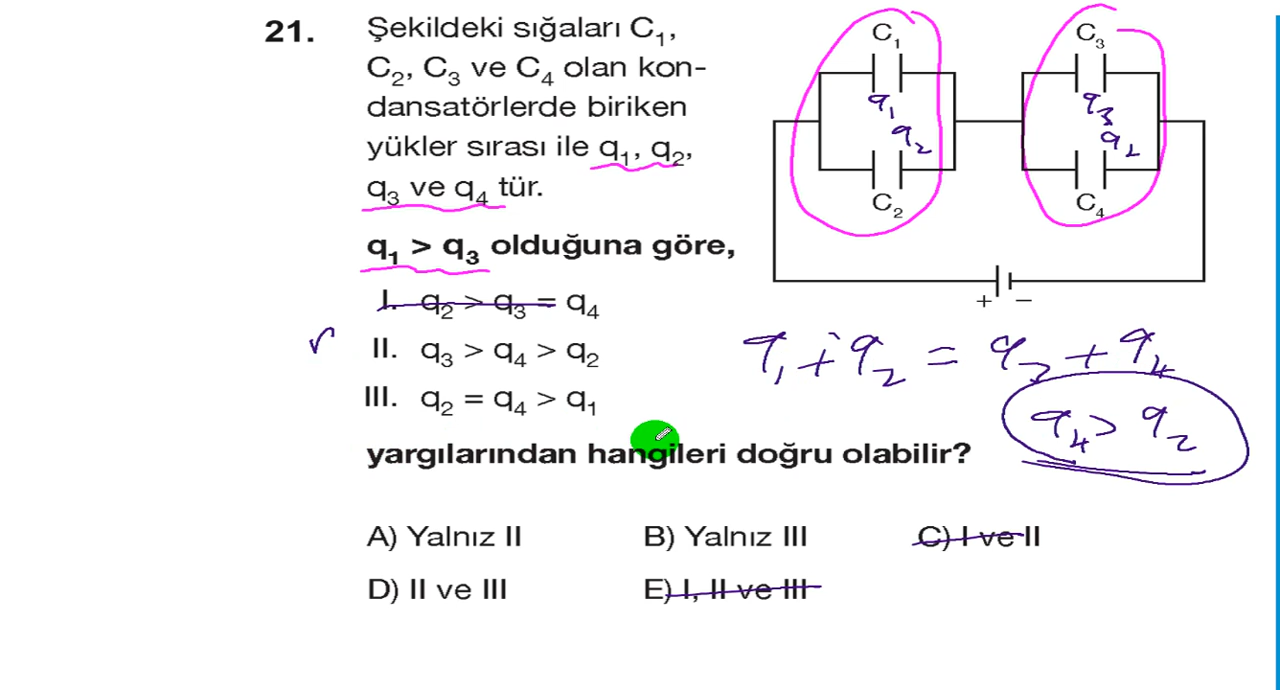 21. Şekildeki sığaları C₁,
C₂, C₃ ve C₄ olan kon-
dansatörlerde biriken
yükler sırası ile q₁, q₂,
q₃ ve q₄ tür.
q₁ > q₃ olduğuna göre,
I. q₂ > q₃ = q₄
II. q₃ > q₄ > q₂
III. q₂ = q₄ > q₁
yargılarından hangileri doğru olabilir?
A) Yalnız II
B) Yalnız III
C) I ve II
D) II ve III
E) I, II ve III
C₁
q₁
q₂
C₂
C₃
q₃
q₂
C₄
+ −
q₁ + q₂ = q₃ + q₄
q₄ > q₂